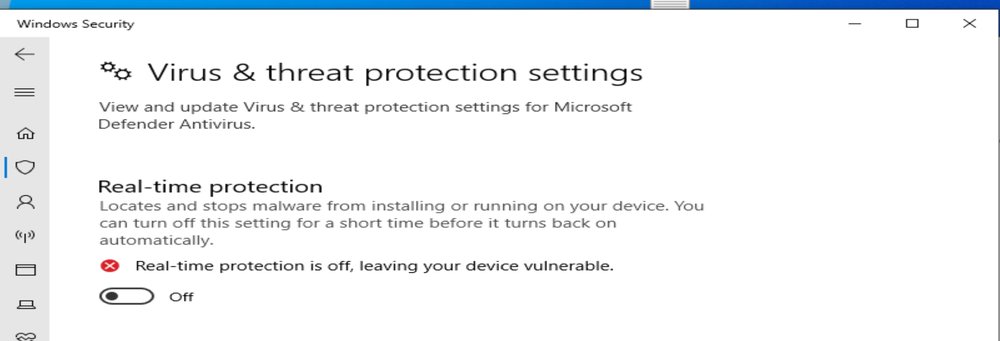 Windows Security
Virus & threat protection settings
View and update Virus & threat protection settings for Microsoft
Defender Antivirus.
Real-time protection
Locates and stops malware from installing or running on your device. You
can turn off this setting for a short time before it turns back on
automatically.
Real-time protection is off, leaving your device vulnerable.
Off